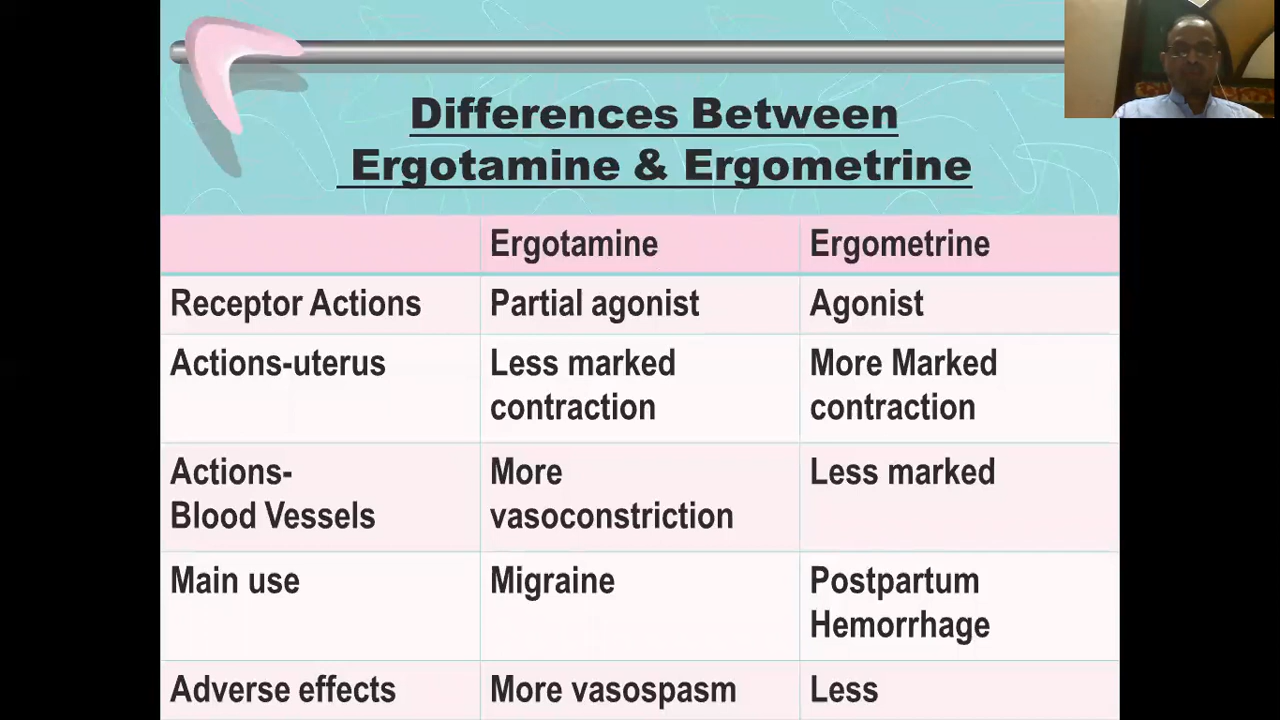 Differences Between
Ergotamine & Ergometrine
Ergotamine Ergometrine
Receptor Actions Partial agonist Agonist
Actions-uterus Less marked More Marked
contraction contraction
Actions- More Less marked
Blood Vessels vasoconstriction
Main use Migraine Postpartum
Hemorrhage
Adverse effects More vasospasm Less